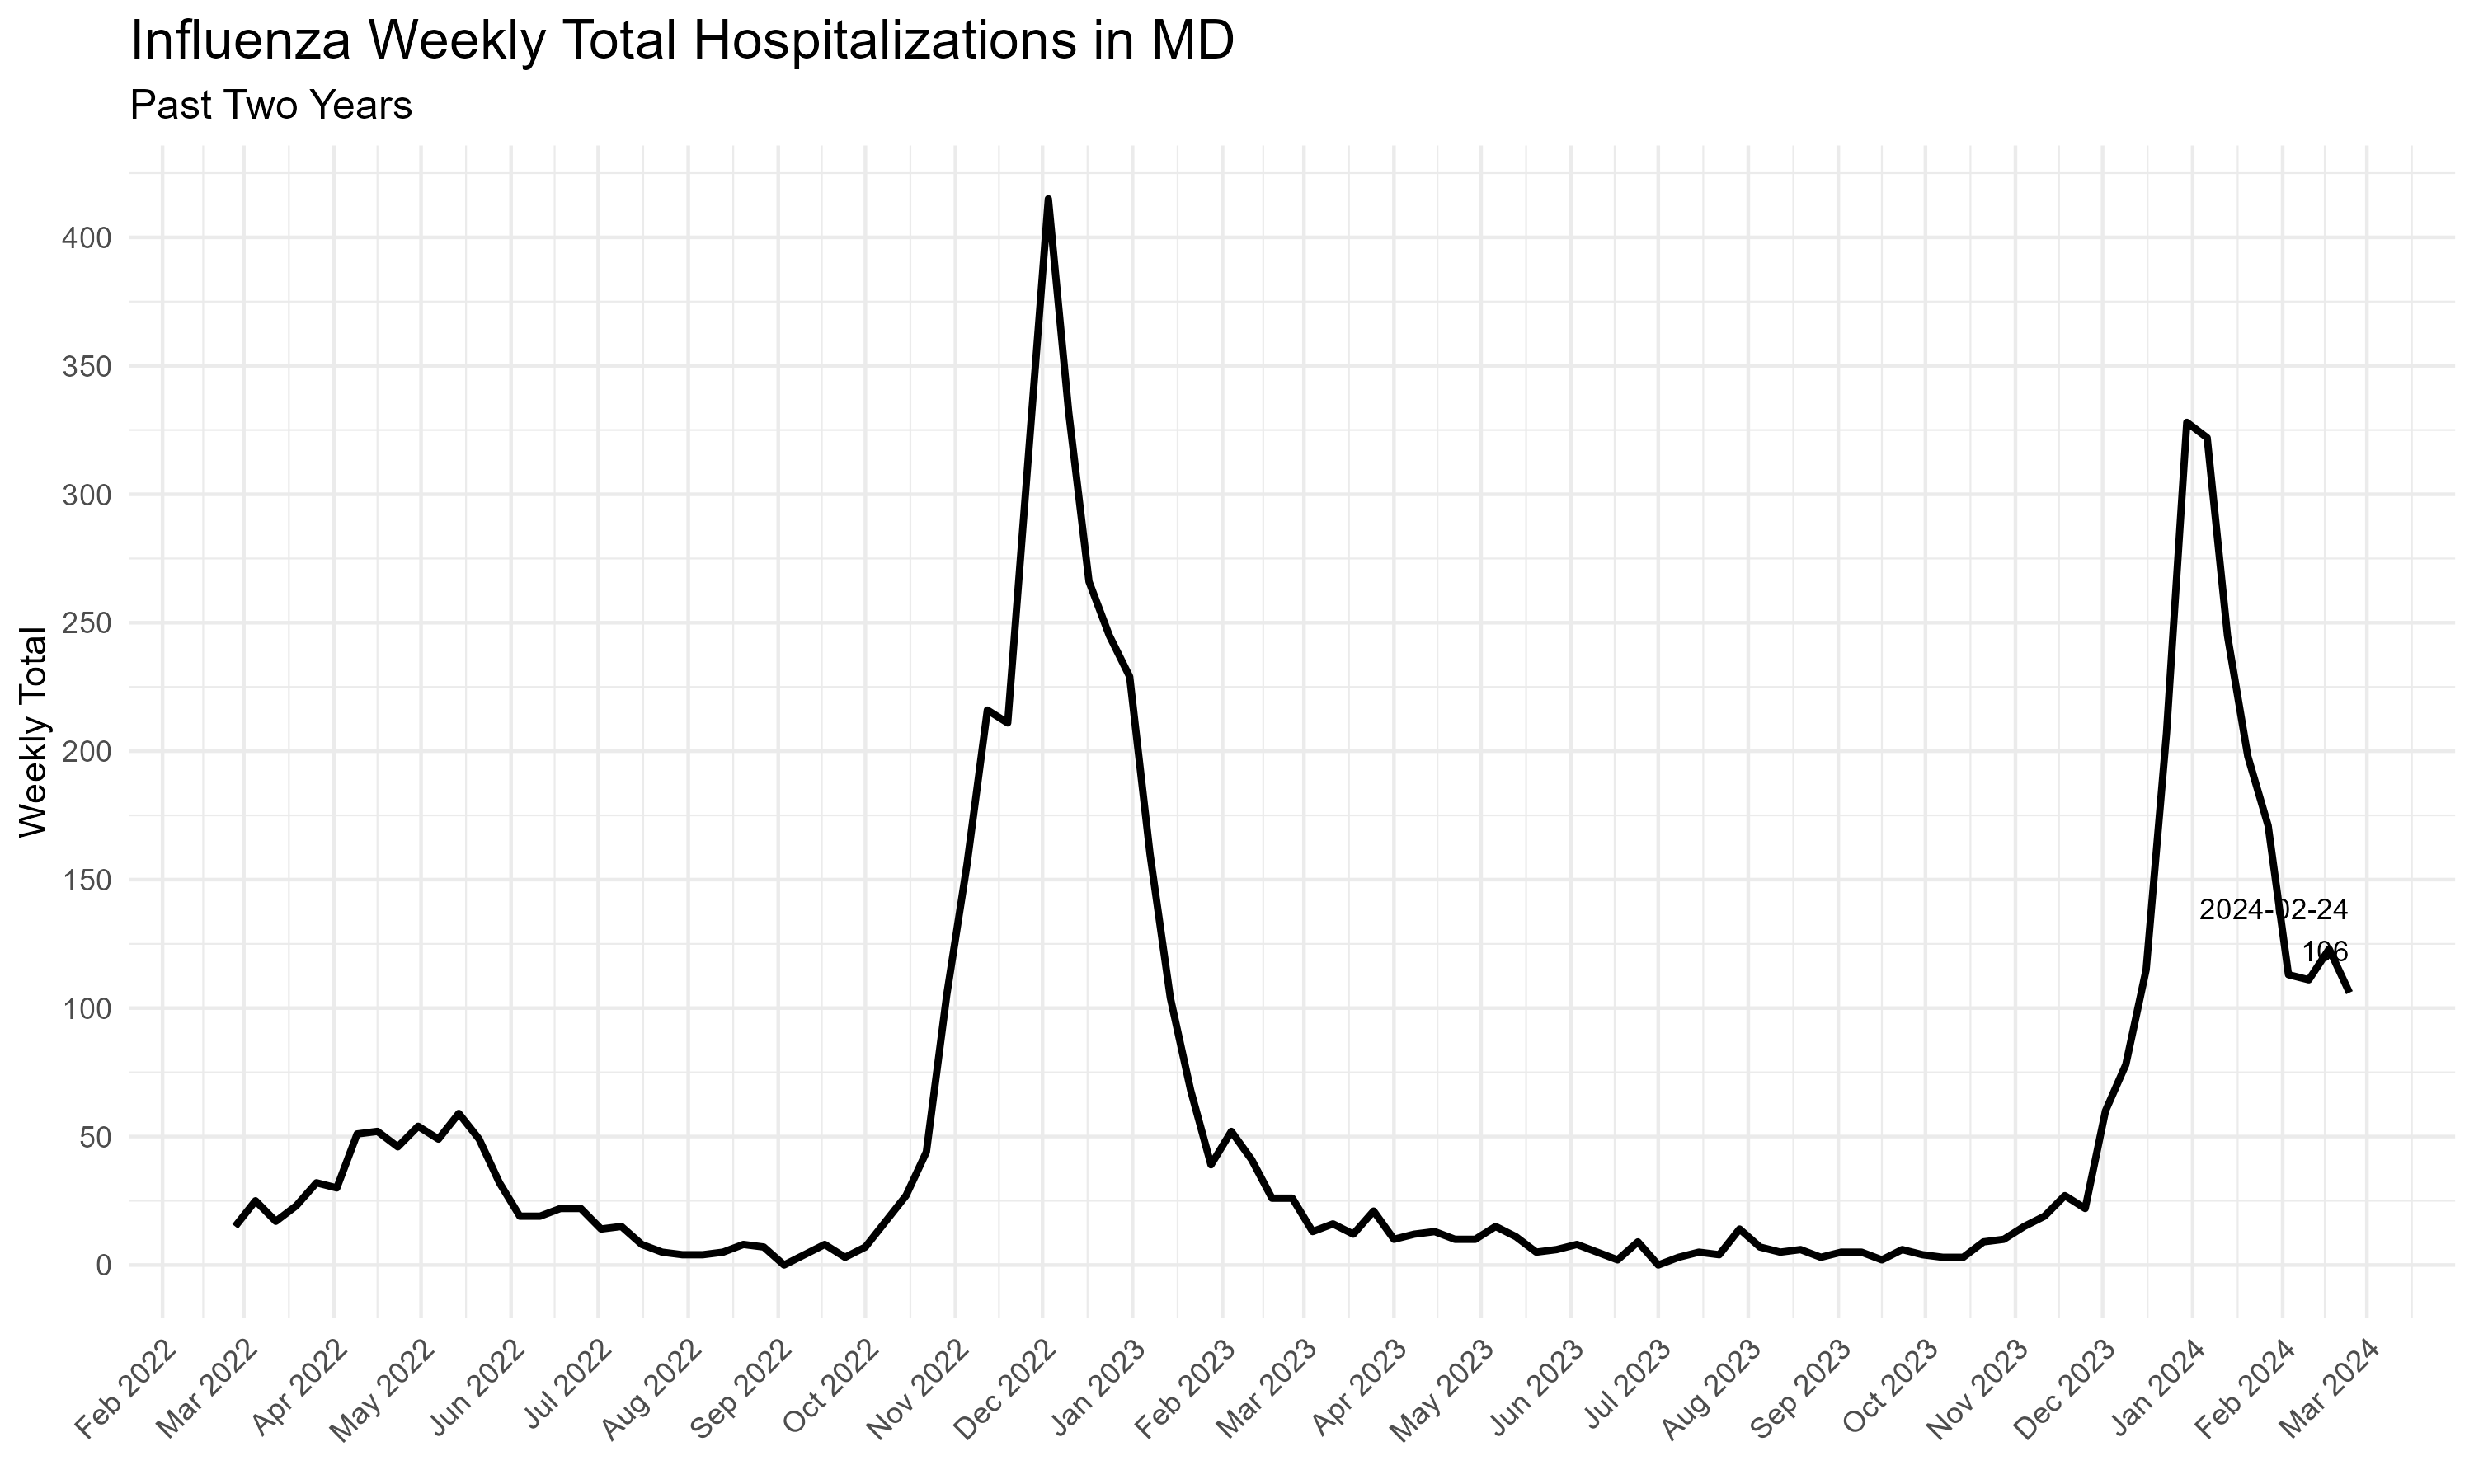 Influenza Weekly Total Hospitalizations in MD
Past Two Years
Weekly Total
400
350
300
250
200
150
100
50
0
2024-02-24
106
Feb 2022
Mar 2022
Apr 2022
May 2022
Jun 2022
Jul 2022
Aug 2022
Sep 2022
Oct 2022
Nov 2022
Dec 2022
Jan 2023
Feb 2023
Mar 2023
Apr 2023
May 2023
Jun 2023
Jul 2023
Aug 2023
Sep 2023
Oct 2023
Nov 2023
Dec 2023
Jan 2024
Feb 2024
Mar 2024